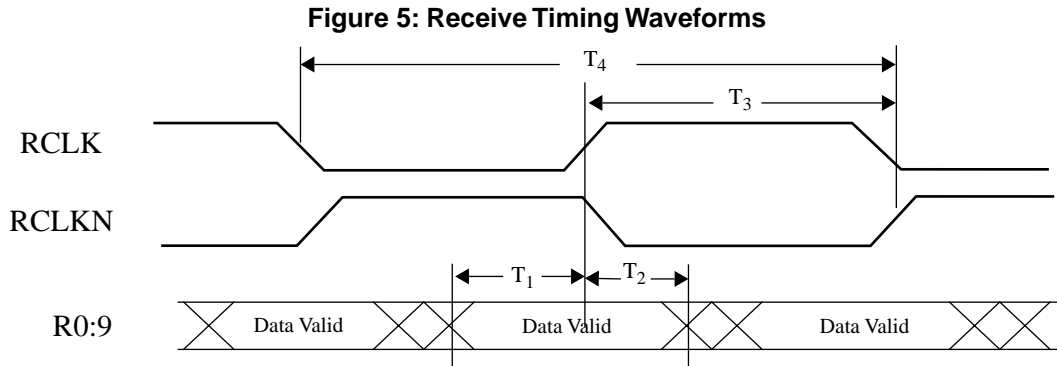 Figure 5: Receive Timing Waveforms
T4
T3
RCLK
RCLKN
T1 T2
R0:9 Data Valid Data Valid Data Valid